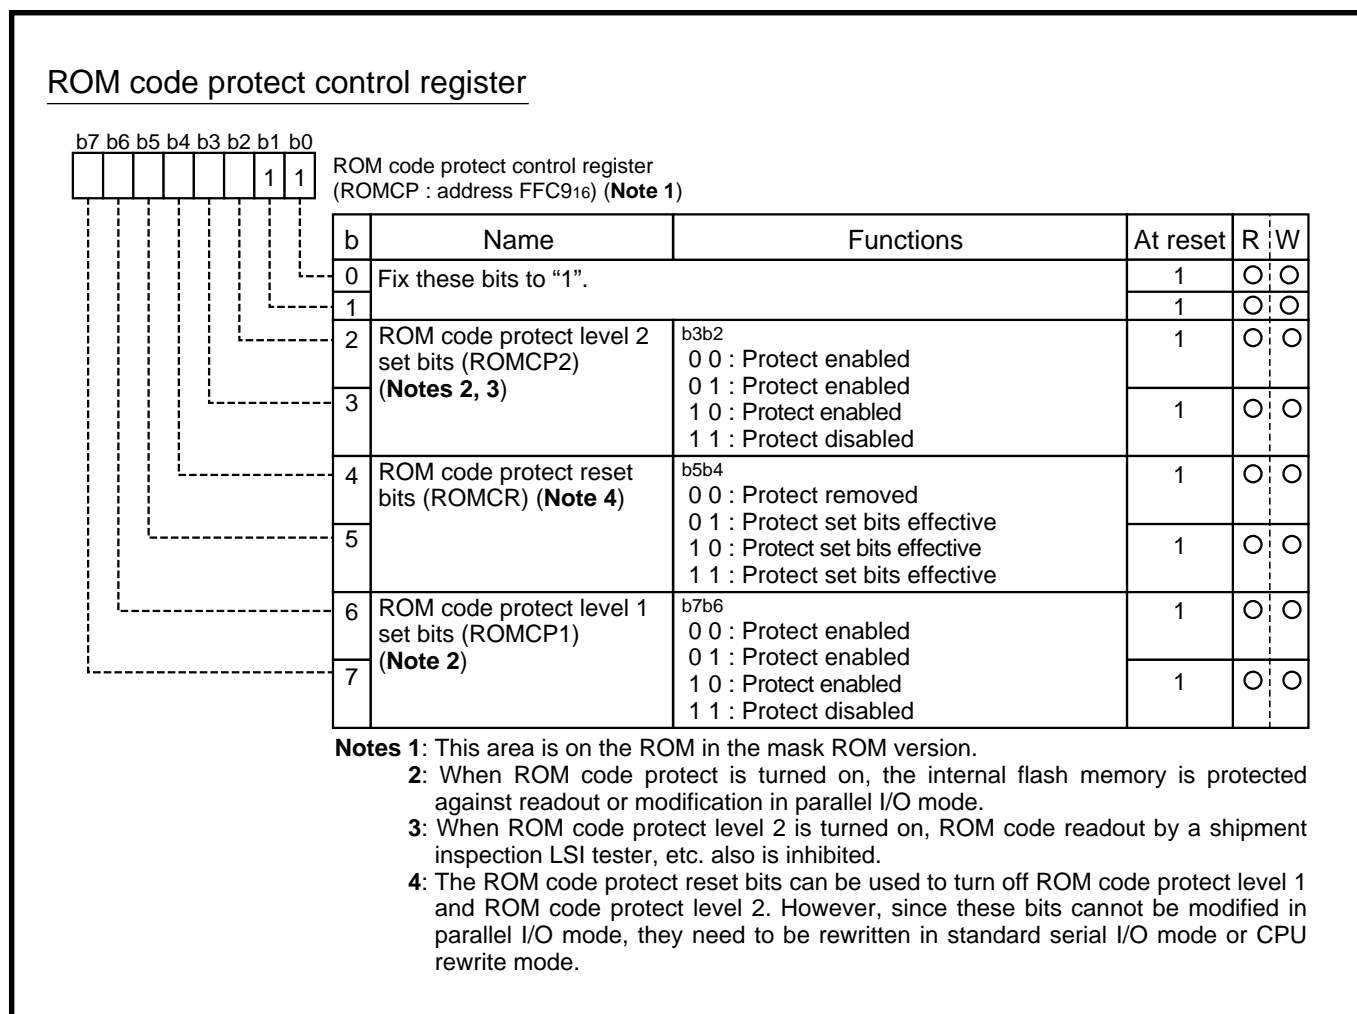 ROM code protect control register
b7 b6 b5 b4 b3 b2 b1 b0
1 1
ROM code protect control register
(ROMCP : address FFC916) (Note 1)
b Name Functions At reset R W
0 Fix these bits to “1”. 1 O O
1 1 O O
2 ROM code protect level 2 b3b2 1 O O
set bits (ROMCP2) 0 0 : Protect enabled
(Notes 2, 3) 0 1 : Protect enabled
3 1 0 : Protect enabled 1 O O
1 1 : Protect disabled
4 ROM code protect reset b5b4 1 O O
bits (ROMCR) (Note 4) 0 0 : Protect removed
0 1 : Protect set bits effective
5 1 0 : Protect set bits effective 1 O O
1 1 : Protect set bits effective
6 ROM code protect level 1 b7b6 1 O O
set bits (ROMCP1) 0 0 : Protect enabled
(Note 2) 0 1 : Protect enabled
7 1 0 : Protect enabled 1 O O
1 1 : Protect disabled
Notes 1: This area is on the ROM in the mask ROM version.
2: When ROM code protect is turned on, the internal flash memory is protected
against readout or modification in parallel I/O mode.
3: When ROM code protect level 2 is turned on, ROM code readout by a shipment
inspection LSI tester, etc. also is inhibited.
4: The ROM code protect reset bits can be used to turn off ROM code protect level 1
and ROM code protect level 2. However, since these bits cannot be modified in
parallel I/O mode, they need to be rewritten in standard serial I/O mode or CPU
rewrite mode.